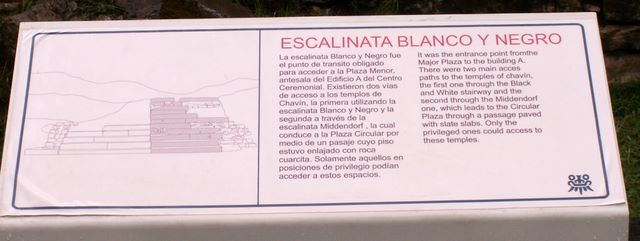 ESCALINATA BLANCO Y NEGRO
La escalinata Blanco y Negro fue
el punto de transito obligado
para acceder a la Plaza Menor,
antesala del Edificio A del Centro
Ceremonial. Existieron dos vías
de acceso a los templos de
Chavín, la primera utilizando la
escalinata Blanco y Negro y la
segunda a través de la
escalinata Middendorf , la cual
conduce a la Plaza Circular por
medio de un pasaje cuyo piso
estuvo enlajado con roca
cuarcita. Solamente aquellos en
posiciones de privilegio podían
acceder a estos espacios.
It was the entrance point fromthe
Major Plaza to the building A.
There were two main acces
paths to the temples of chavín,
the first one through the Black
and White stairway and the
second through the Middendorf
one, which leads to the Circular
Plaza through a passage paved
with slate slabs. Only the
privileged ones could access to
these temples.